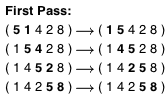 First Pass:
( 5 1 4 2 8 ) ⟶ ( 1 5 4 2 8 )
( 1 5 4 2 8 ) ⟶ ( 1 4 5 2 8 )
( 1 4 5 2 8 ) ⟶ ( 1 4 2 5 8 )
( 1 4 2 5 8 ) ⟶ ( 1 4 2 5 8 )